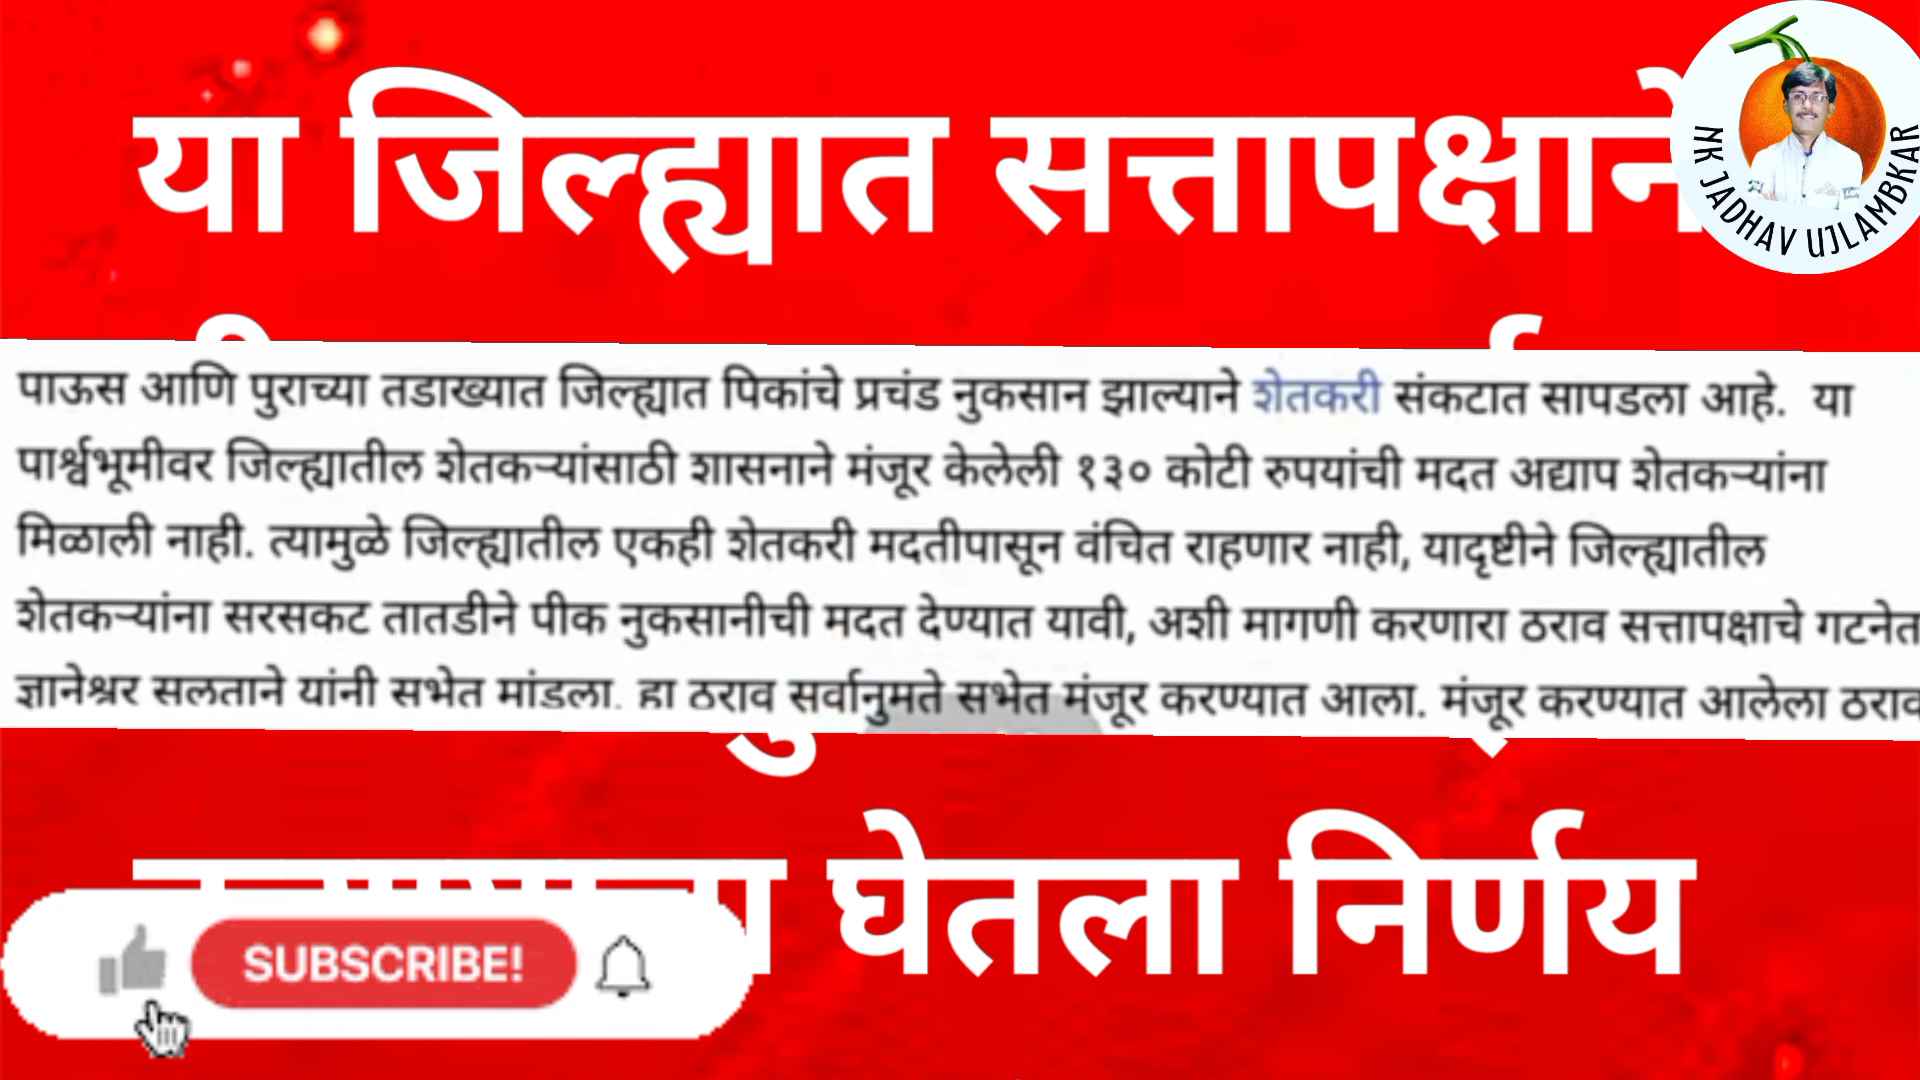 या जिल्ह्यात सत्तापक्षाने
NK JADHAV UJLAMBKAR
पाऊस आणि पुराच्या तडाख्यात जिल्ह्यात पिकांचे प्रचंड नुकसान झाल्याने शेतकरी संकटात सापडला आहे. या
पार्श्वभूमीवर जिल्ह्यातील शेतकऱ्यांसाठी शासनाने मंजूर केलेली १३० कोटी रुपयांची मदत अद्याप शेतकऱ्यांना
मिळाली नाही. त्यामुळे जिल्ह्यातील एकही शेतकरी मदतीपासून वंचित राहणार नाही, यादृष्टीने जिल्ह्यातील
शेतकऱ्यांना सरसकट तातडीने पीक नुकसानीची मदत देण्यात यावी, अशी मागणी करणारा ठराव सत्तापक्षाचे गटनेत
ज्ञानेश्वर सुलताने यांनी सभेत मांडला. हा ठराव सर्वानुमते सभेत मंजूर करण्यात आला. मंजूर करण्यात आलेला ठराव
घेतला निर्णय
SUBSCRIBE!